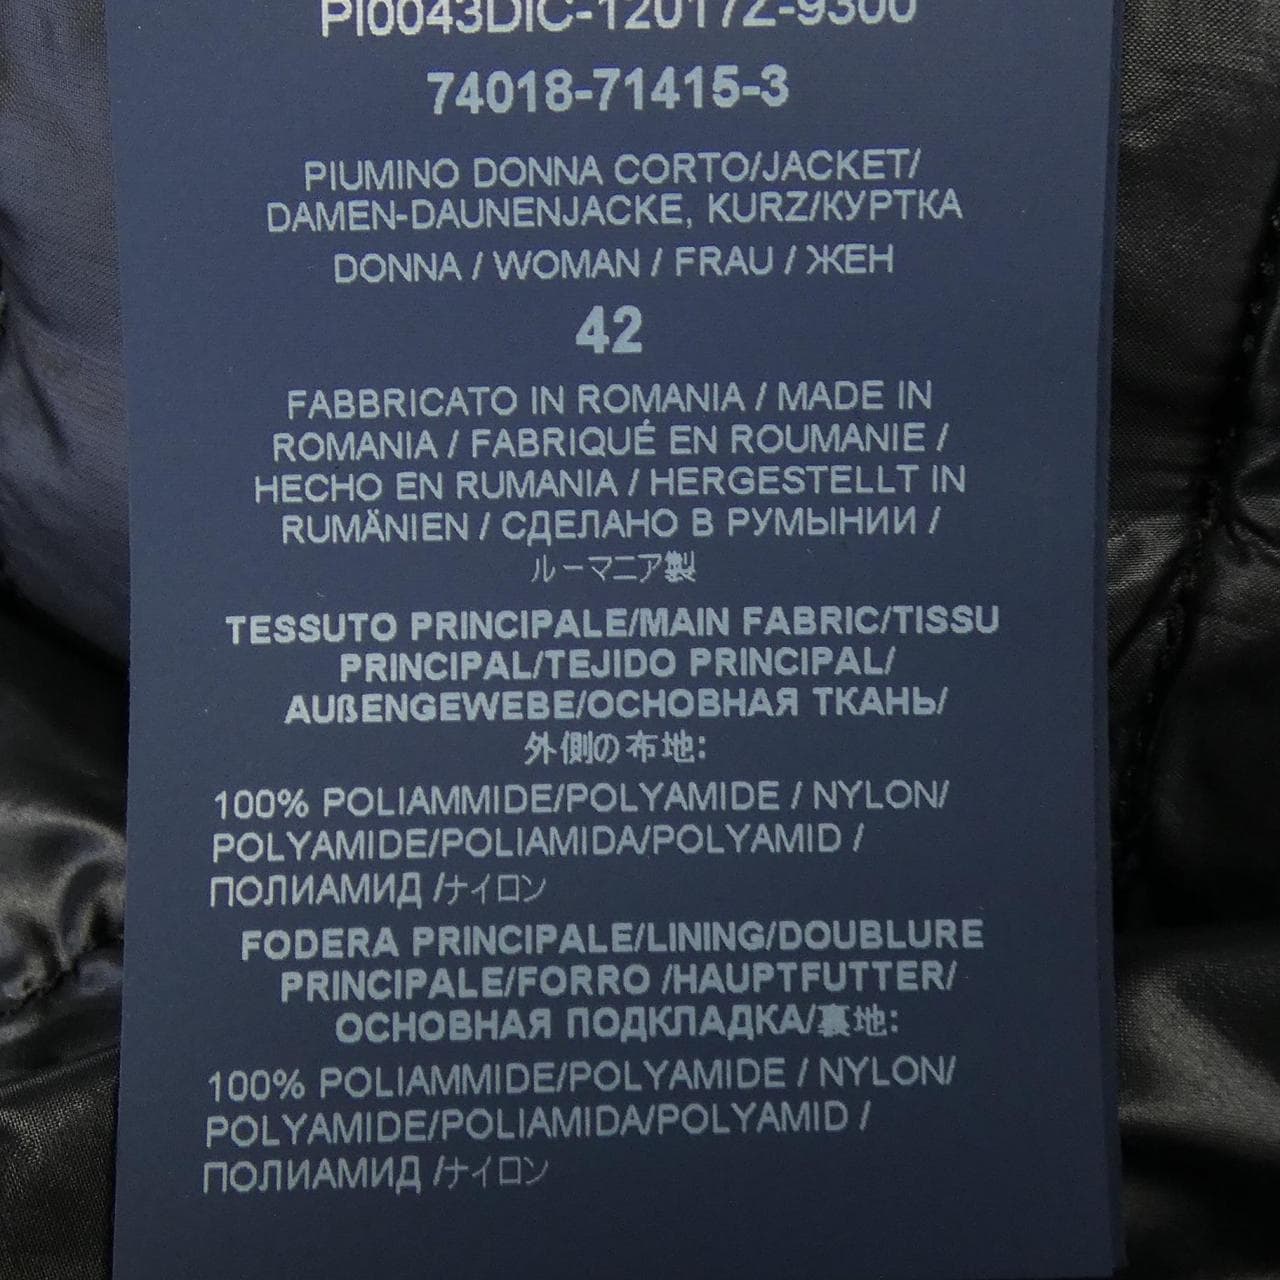 PI0043DIC-12017Z-9300
74018-71415-3
PIUMINO DONNA CORTO/JACKET/
DAMEN-DAUNENJACKE, KURZ/КУРТКА
DONNA / WOMAN / FRAU / ЖЕН
42
FABBRICATO IN ROMANIA / MADE IN
ROMANIA / FABRIQUÉ EN ROUMANIE /
HECHO EN RUMANIA / HERGESTELLT IN
RUMÄNIEN / СДЕЛАНО В РУМЫНИИ /
ルーマニア製
TESSUTO PRINCIPALE/MAIN FABRIC/TISSU
PRINCIPAL/TEJIDO PRINCIPAL/
AUßENGEWEBE/ОСНОВНАЯ ТКАНЬ/
外側の布地:
100% POLIAMMIDE/POLYAMIDE / NYLON/
POLYAMIDE/POLIAMIDA/POLYAMID /
ПОЛИАМИД /ナイロン
FODERA PRINCIPALE/LINING/DOUBLURE
PRINCIPALE/FORRO /HAUPTFUTTER/
ОСНОВНАЯ ПОДКЛАДКА/裏地:
100% POLIAMMIDE/POLYAMIDE / NYLON/
POLYAMIDE/POLIAMIDA/POLYAMID /
ПОЛИАМИД /ナイロン